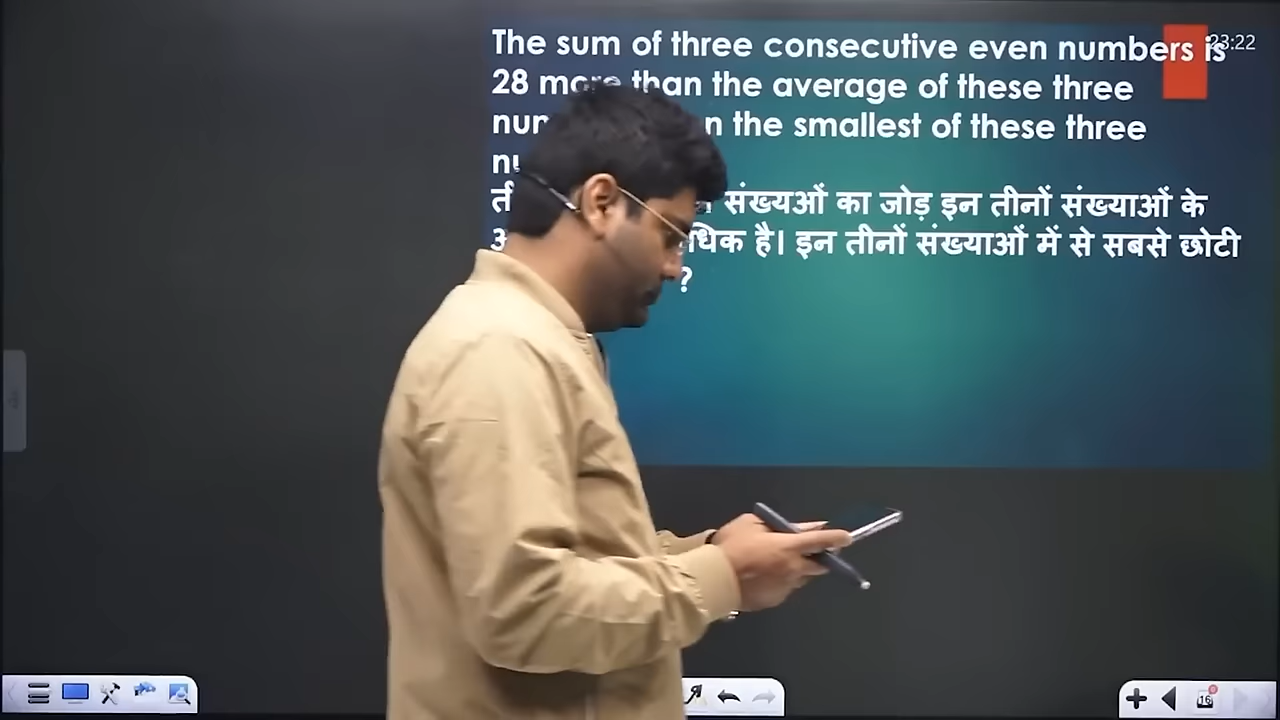 The sum of three consecutive even numbers is
23:22
28 more than the average of these three
the smallest of these three
संख्यओं का जोड़ इन तीनों संख्याओं के
है। इन तीनों संख्याओं में से सबसे छोटी
?
16